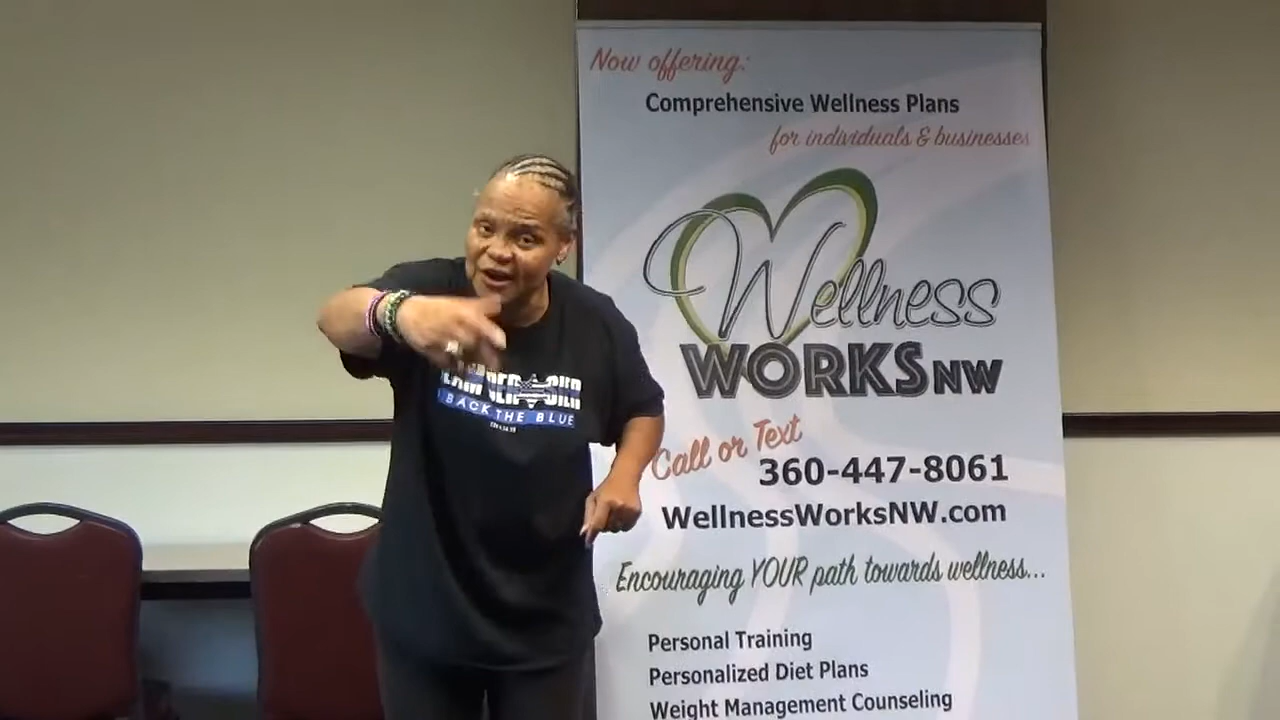 Now offering:
Comprehensive Wellness Plans
for individuals & businesses
Wellness
WORKS NW
Call or Text
360-447-8061
WellnessWorksNW.com
Encouraging YOUR path towards wellness...
Personal Training
Personalized Diet Plans
Weight Management Counseling
BACK THE BLUE